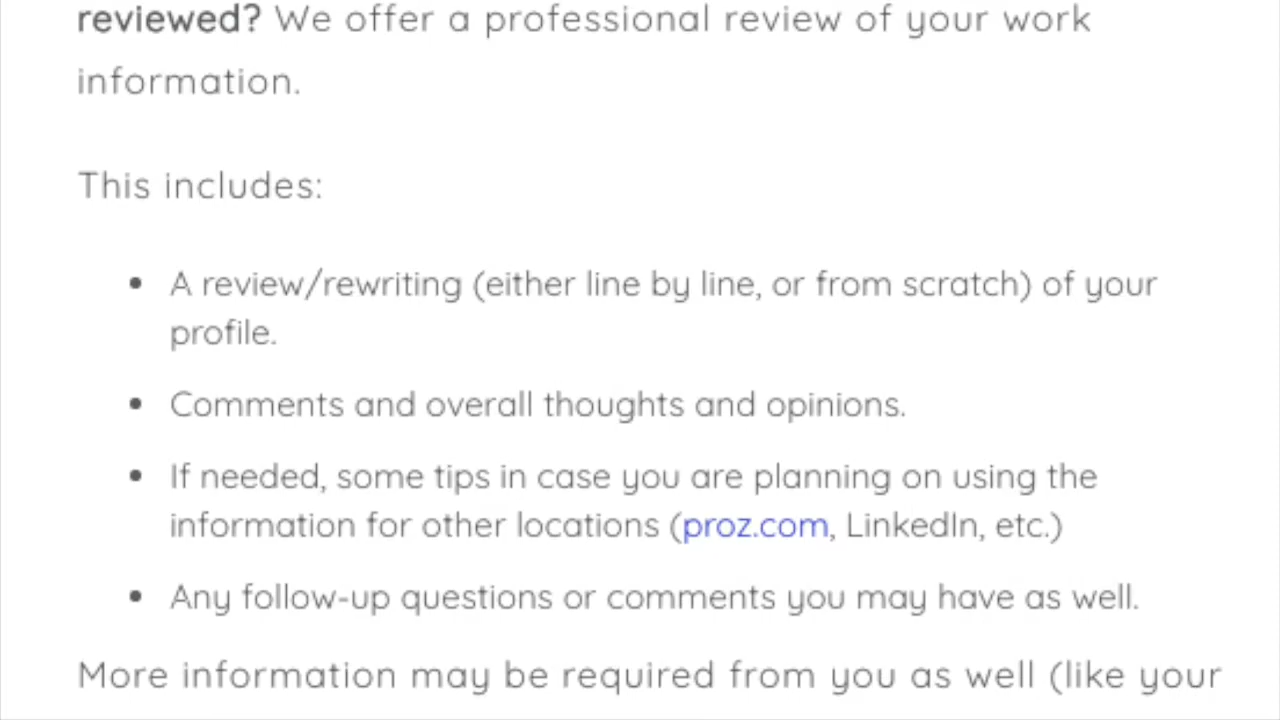 reviewed? We offer a professional review of your work
information.
This includes:
• A review/rewriting (either line by line, or from scratch) of your
profile.
• Comments and overall thoughts and opinions.
• If needed, some tips in case you are planning on using the
information for other locations (proz.com, LinkedIn, etc.)
• Any follow-up questions or comments you may have as well.
More information may be required from you as well (like your